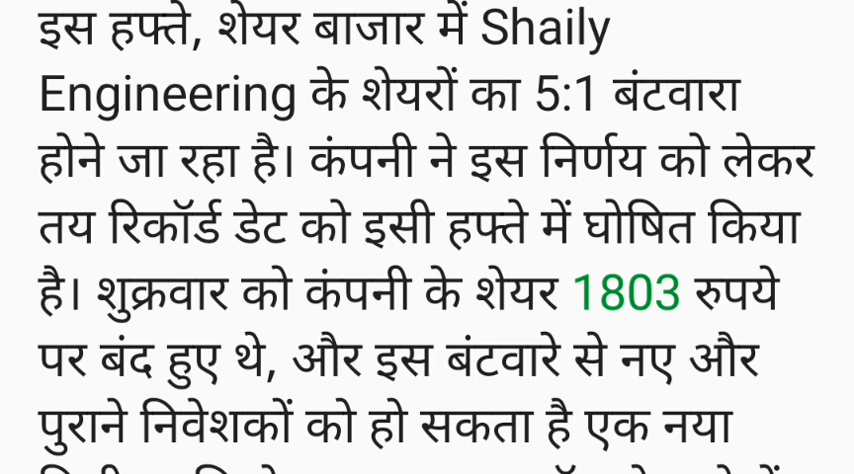 इस हफ्ते, शेयर बाजार में Shaily
Engineering के शेयरों का 5:1 बंटवारा
होने जा रहा है। कंपनी ने इस निर्णय को लेकर
तय रिकॉर्ड डेट को इसी हफ्ते में घोषित किया
है। शुक्रवार को कंपनी के शेयर 1803 रुपये
पर बंद हुए थे, और इस बंटवारे से नए और
पुराने निवेशकों को हो सकता है एक नया